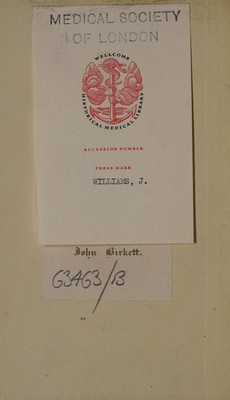 MEDICAL SOCIETY
OF LONDON
WELLCOME
HISTORICAL MEDICAL LIBRARY
ACCESSION NUMBER
PRESS MARK
WILLIAMS, J.
John Birkett.
63463/B